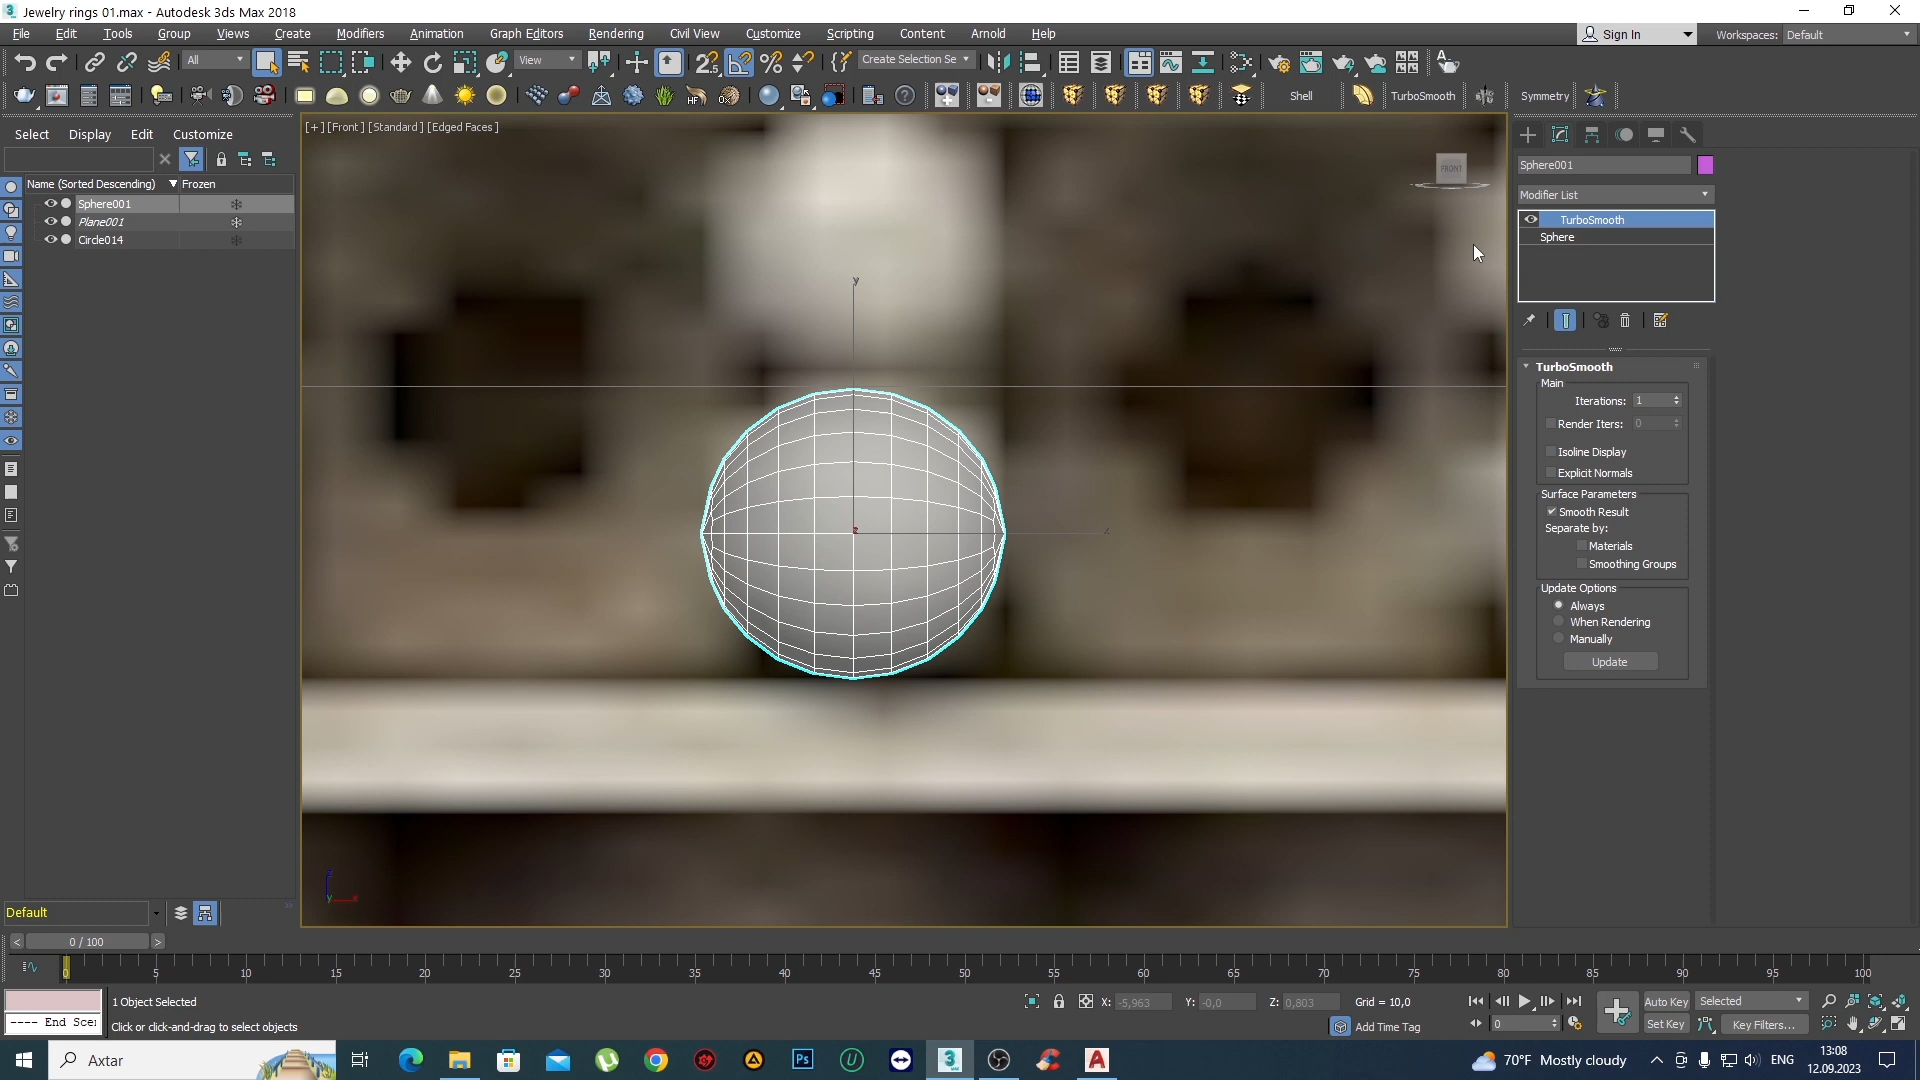 Jewelry rings 01.max - Autodesk 3ds Max 2018
File Edit Tools Group Views Create Modifiers Animation Graph Editors Rendering Civil View Customize Scripting Content Arnold Help
Sign In Workspaces: Default
All View Create Selection Se
Shell TurboSmooth Symmetry
Select Display Edit Customize
[+] [Front] [Standard] [Edged Faces]
Name (Sorted Descending) Frozen
Sphere001
Plane001
Circle014
FRONT
y
z
x
Sphere001
Modifier List
TurboSmooth
Sphere
TurboSmooth
Main
Iterations: 1
Render Iters: 0
Isoline Display
Explicit Normals
Surface Parameters
Smooth Result
Separate by:
Materials
Smoothing Groups
Update Options
Always
When Rendering
Manually
Update
z
y x
Default
< 0 / 100 >
0 5 10 15 20 25 30 35 40 45 50 55 60 65 70 75 80 85 90 95 100
1 Object Selected
X: -5,963 Y: -0,0 Z: 0,803 Grid = 10,0
Auto Key Selected
---- End Sce
Click or click-and-drag to select objects
Add Time Tag
0
Set Key Key Filters...
Axtar
70°F Mostly cloudy
ENG
13:08
12.09.2023